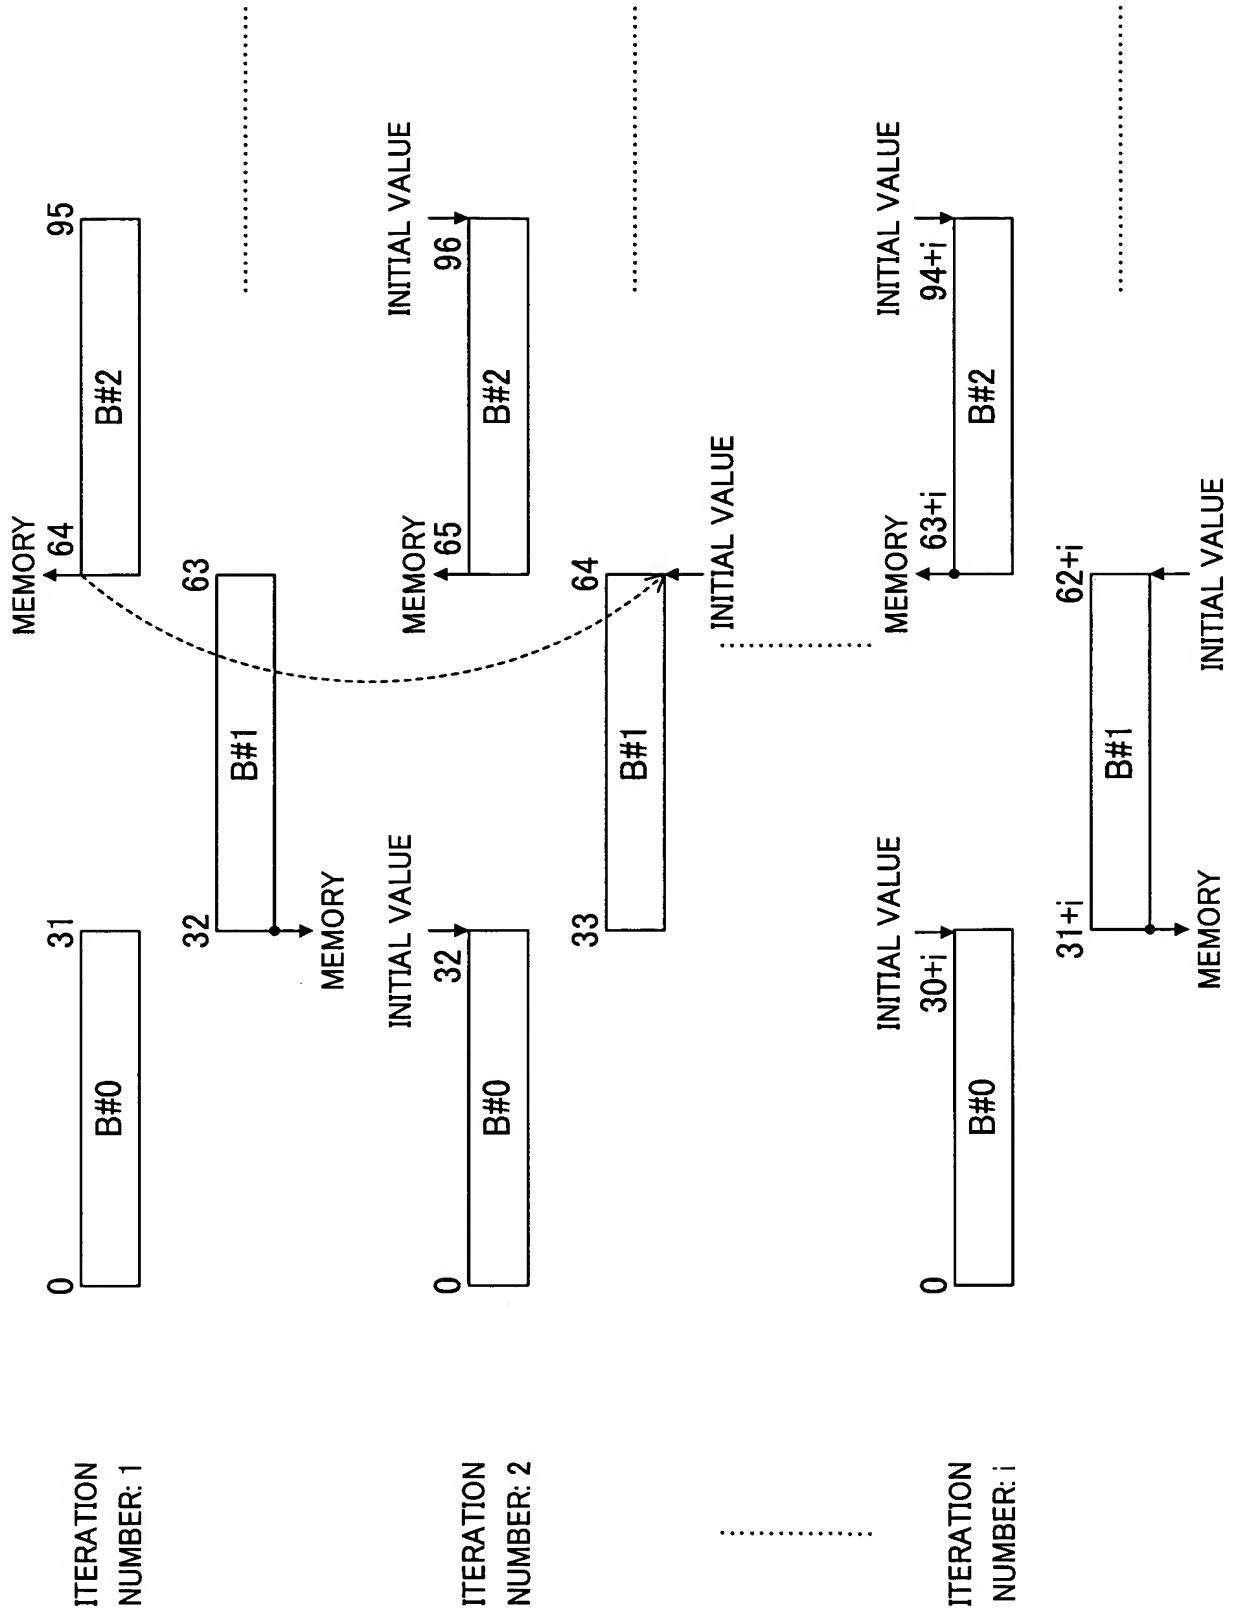 ITERATION
NUMBER: 1
MEMORY
0
31
64
95
B#0
B#2
32
63
B#1
MEMORY
ITERATION
NUMBER: 2
INITIAL VALUE
MEMORY
INITIAL VALUE
0
32
65
96
B#0
B#2
33
64
B#1
INITIAL VALUE
ITERATION
NUMBER: i
INITIAL VALUE
MEMORY
INITIAL VALUE
0
30+i
63+i
94+i
B#0
B#2
31+i
62+i
B#1
MEMORY
INITIAL VALUE